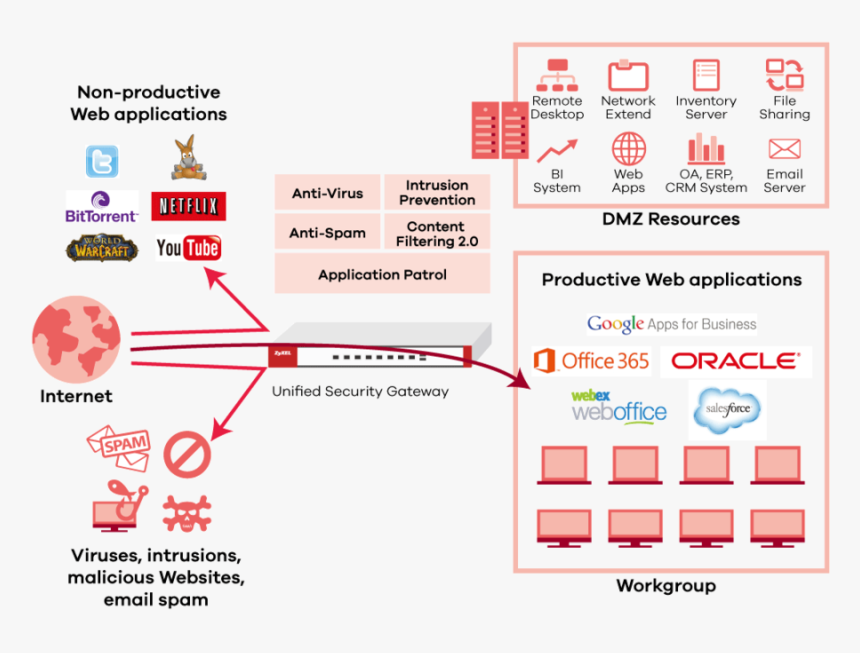 Non-productive
Web applications
BitTorrent
NETFLIX
WORLD
WARCRAFT
YouTube
Internet
SPAM
Viruses, intrusions,
malicious Websites,
email spam
Anti-Virus
Intrusion
Prevention
Anti-Spam
Content
Filtering 2.0
Application Patrol
ZyXEL
Unified Security Gateway
Remote
Desktop
Network
Extend
Inventory
Server
File
Sharing
BI
System
Web
Apps
OA, ERP,
CRM System
Email
Server
DMZ Resources
Productive Web applications
Google Apps for Business
Office 365
ORACLE
webex
weboffice
salesforce
Workgroup